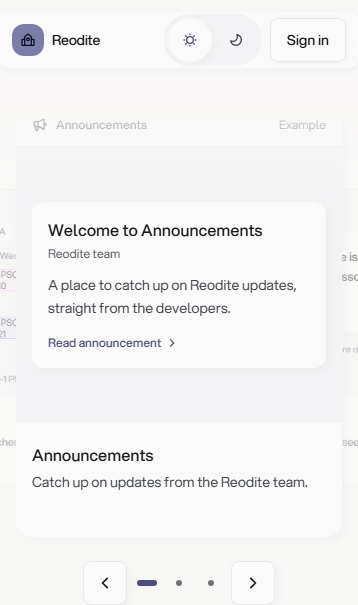 Reodite
Sign in
Announcements
Example
Welcome to Announcements
Reodite team
A place to catch up on Reodite updates,
straight from the developers.
Read announcement
Announcements
Catch up on updates from the Reodite team.